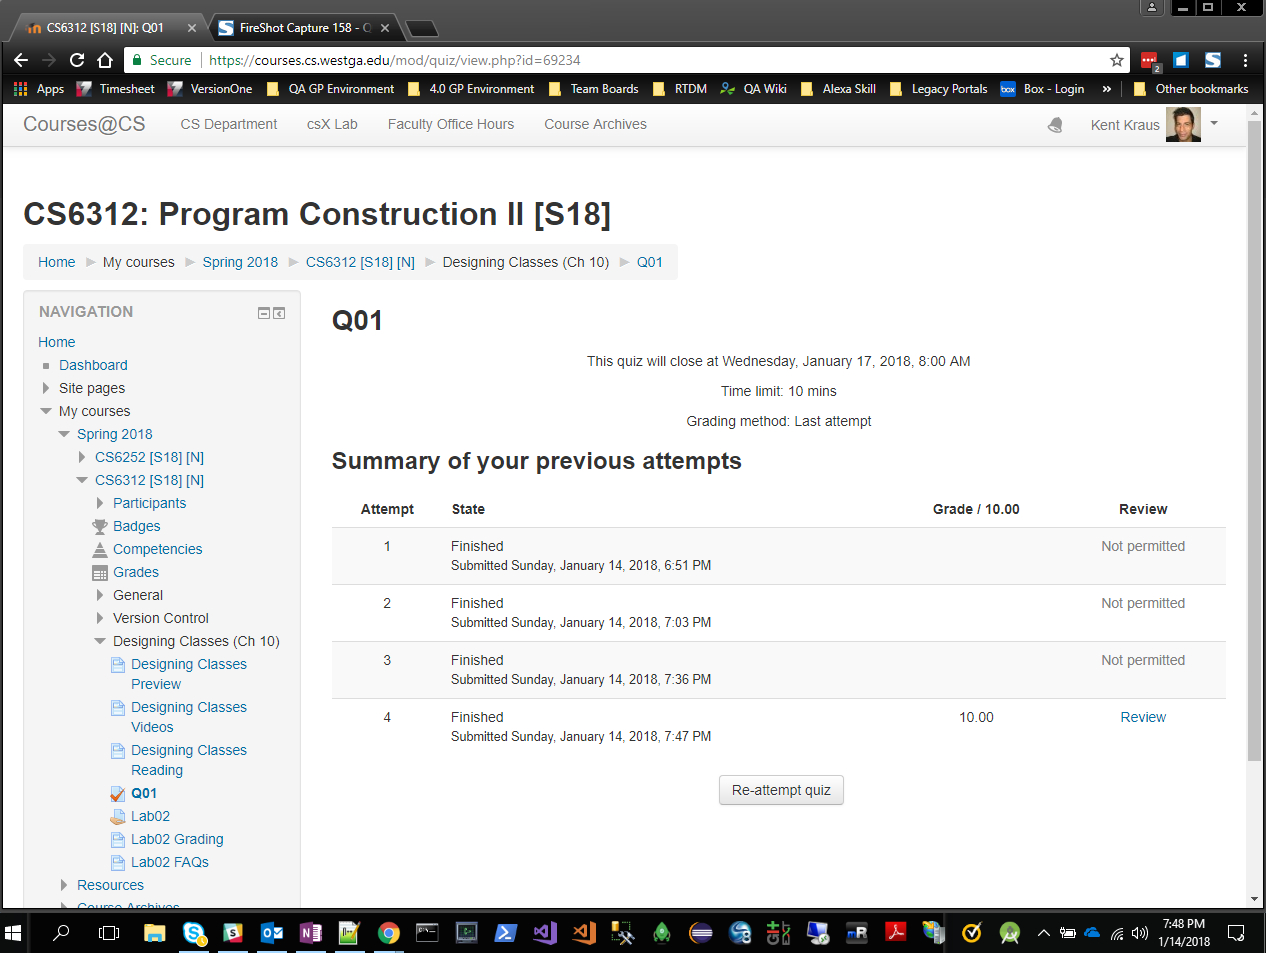 CS6312 [S18] [N]: Q01
FireShot Capture 158 - Q
Secure
https://courses.cs.westga.edu/mod/quiz/view.php?id=69234
2
Apps
Timesheet
VersionOne
QA GP Environment
4.0 GP Environment
Team Boards
RTDM
QA Wiki
Alexa Skill
Legacy Portals
box
Box - Login
»
Other bookmarks
Courses@CS
CS Department
csX Lab
Faculty Office Hours
Course Archives
Kent Kraus
CS6312: Program Construction II [S18]
Home
My courses
Spring 2018
CS6312 [S18] [N]
Designing Classes (Ch 10)
Q01
NAVIGATION
Home
Dashboard
Site pages
My courses
Spring 2018
CS6252 [S18] [N]
CS6312 [S18] [N]
Participants
Badges
Competencies
Grades
General
Version Control
Designing Classes (Ch 10)
Designing Classes
Preview
Designing Classes
Videos
Designing Classes
Reading
Q01
Lab02
Lab02 Grading
Lab02 FAQs
Resources
Course Archives
Q01
This quiz will close at Wednesday, January 17, 2018, 8:00 AM
Time limit: 10 mins
Grading method: Last attempt
Summary of your previous attempts
Attempt State Grade / 10.00 Review
1 Finished Not permitted
Submitted Sunday, January 14, 2018, 6:51 PM
2 Finished Not permitted
Submitted Sunday, January 14, 2018, 7:03 PM
3 Finished Not permitted
Submitted Sunday, January 14, 2018, 7:36 PM
4 Finished 10.00 Review
Submitted Sunday, January 14, 2018, 7:47 PM
Re-attempt quiz
7:48 PM
1/14/2018